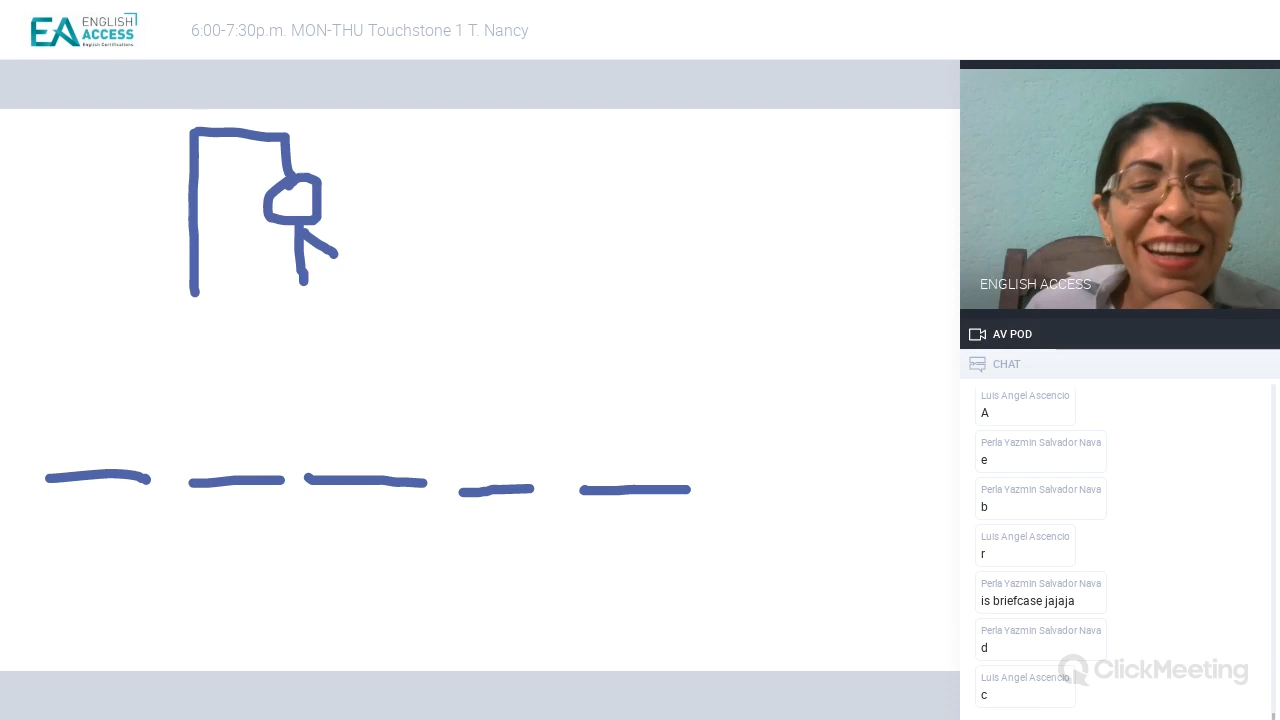 EA ENGLISH
ACCESS
English Certifications
6:00-7:30p.m. MON-THU Touchstone 1 T. Nancy
ENGLISH ACCESS
AV POD
CHAT
Luis Angel Ascencio
A
Perla Yazmin Salvador Nava
e
Perla Yazmin Salvador Nava
b
Luis Angel Ascencio
r
Perla Yazmin Salvador Nava
is briefcase jajaja
Perla Yazmin Salvador Nava
d
Luis Angel Ascencio
c
ClickMeeting